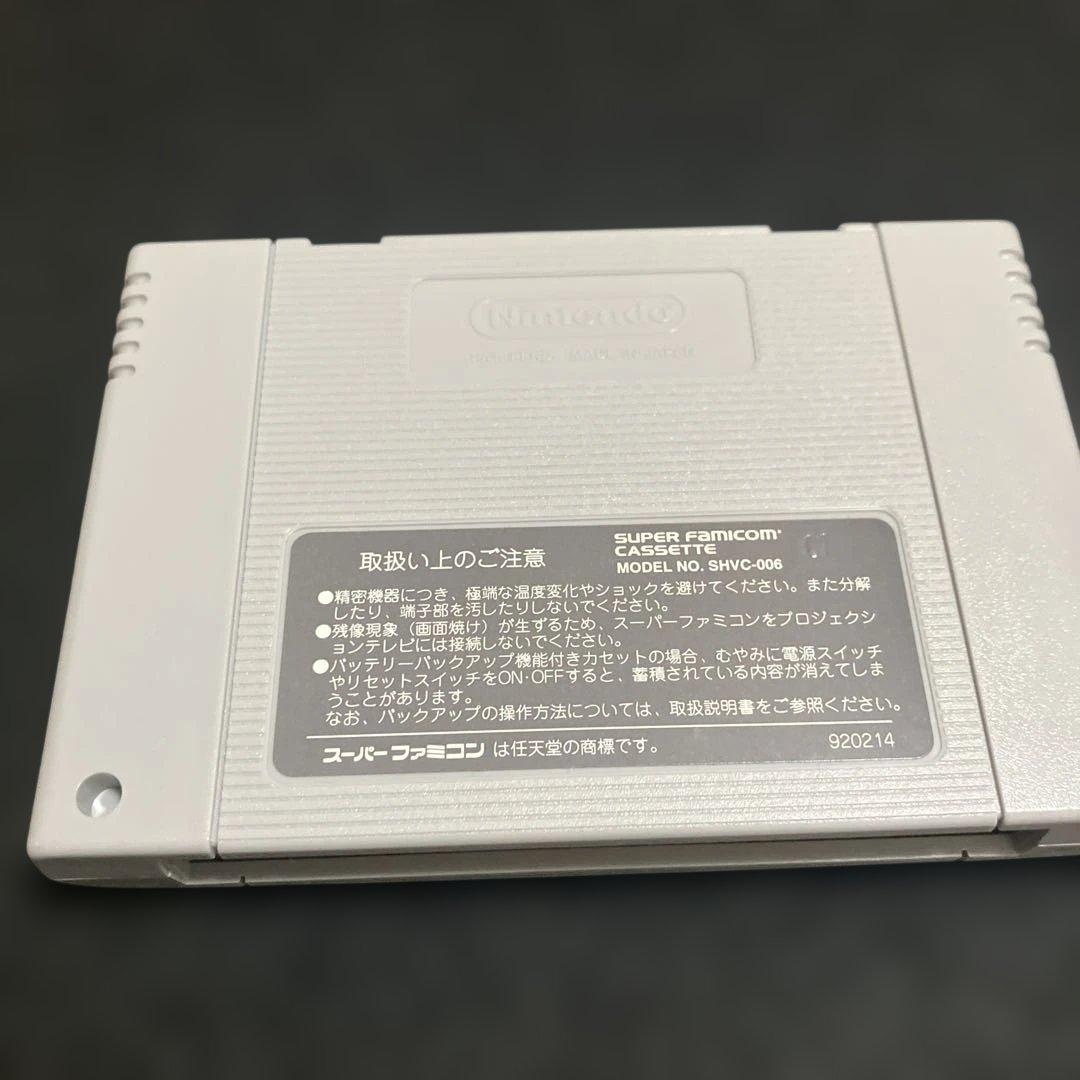 Nintendo
MADE IN JAPAN
取扱い上のご注意
SUPER FAMICOM
CASSETTE
MODEL NO. SHVC-006
●精密機器につき、極端な温度変化やショックを避けてください。また分解
したり、端子部を汚したりしないでください。
●残像現象（画面焼け）が生ずるため、スーパーファミコンをプロジェクシ
ョンテレビには接続しないでください。
●バッテリーバックアップ機能付きカセットの場合、むやみに電源スイッチ
やリセットスイッチをON·OFFすると、蓄積されている内容が消えてしま
うことがあります。
なお、バックアップの操作方法については、取扱説明書をご参照ください。
スーパーファミコン は任天堂の商標です。
920214